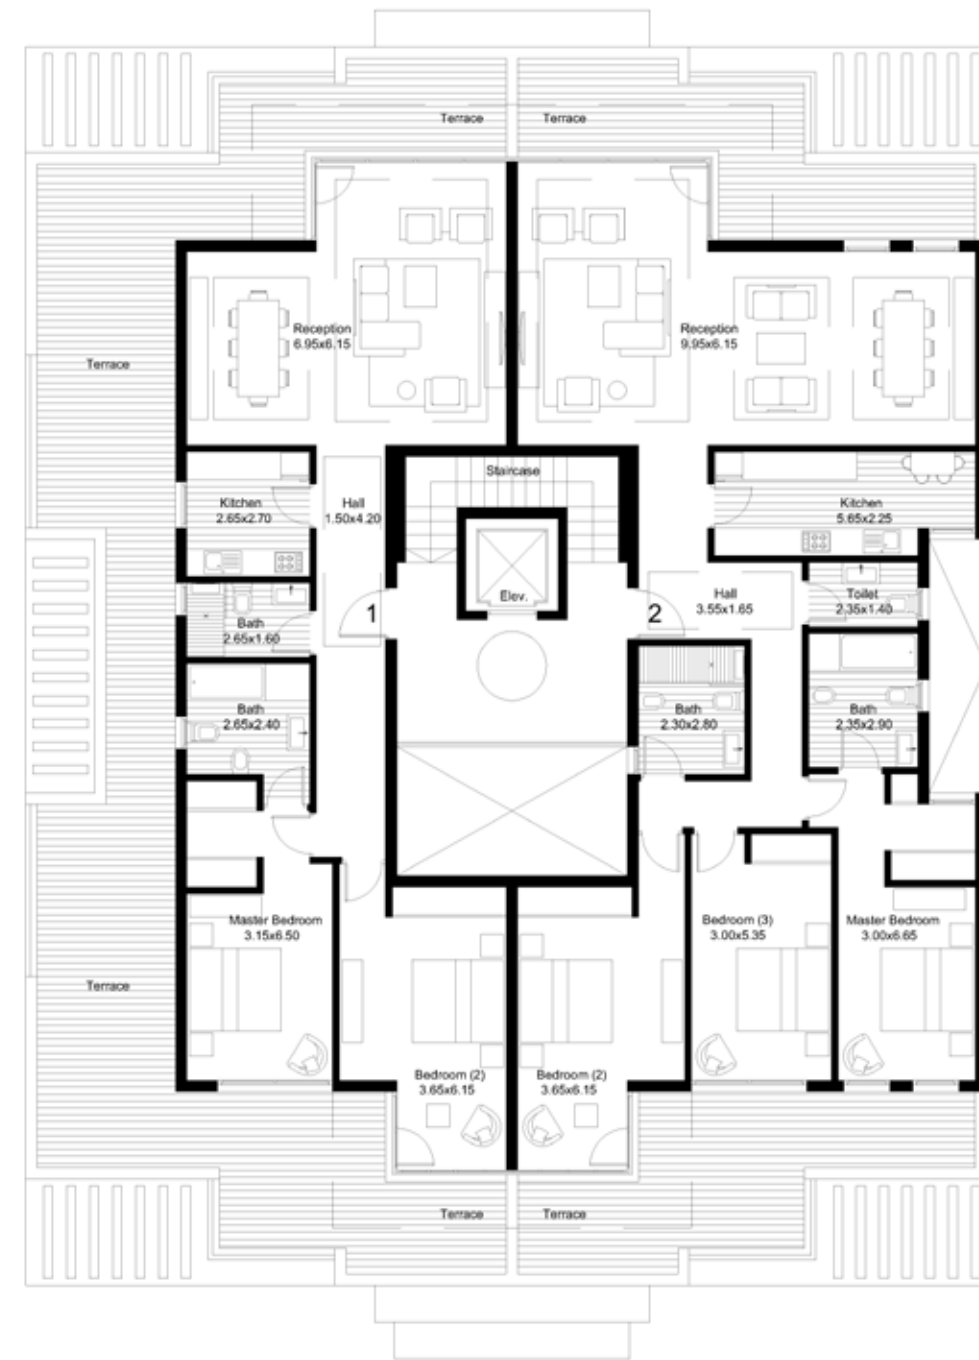 Terrace
Terrace
Reception
6.95x6.15
Reception
9.95x6.15
Terrace
Staircase
Kitchen
2.65x2.70
Hall
1.50x4.20
Kitchen
5.65x2.25
Elev.
1
2
Hall
3.55x1.65
Toilet
2.35x1.40
Bath
2.65x1.60
Bath
2.65x2.40
Bath
2.30x2.80
Bath
2.35x2.90
Master Bedroom
3.15x6.50
Bedroom (3)
3.00x5.35
Master Bedroom
3.00x6.65
Terrace
Bedroom (2)
3.65x6.15
Bedroom (2)
3.65x6.15
Terrace
Terrace